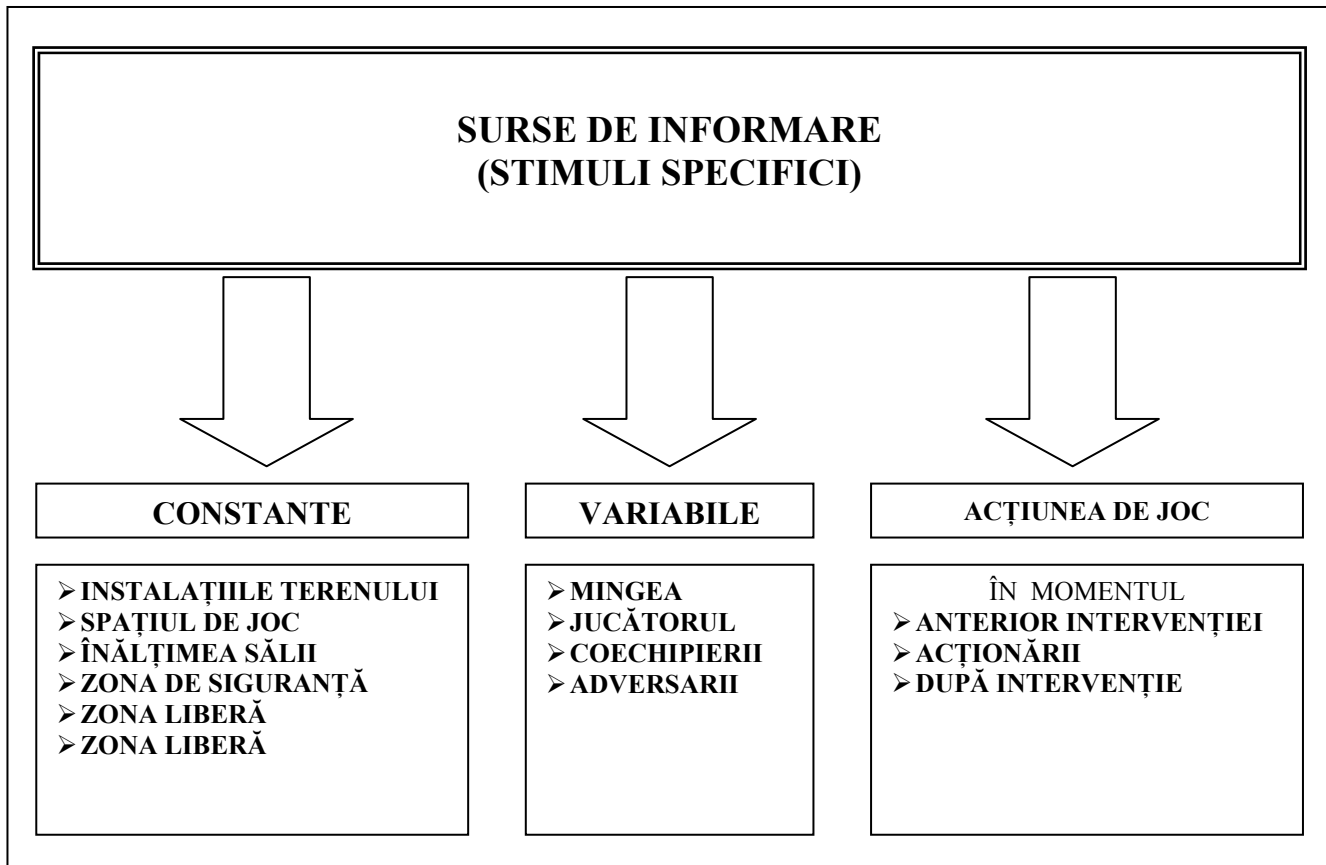 SURSE DE INFORMARE
(STIMULI SPECIFICI)
CONSTANTE
➢ INSTALAȚIILE TERENULUI
➢ SPAȚIUL DE JOC
➢ ÎNĂLȚIMEA SĂLII
➢ ZONA DE SIGURANȚĂ
➢ ZONA LIBERĂ
➢ ZONA LIBERĂ
VARIABILE
➢ MINGEA
➢ JUCĂTORUL
➢ COECHIPIERII
➢ ADVERSARII
ACȚIUNEA DE JOC
ÎN MOMENTUL
➢ ANTERIOR INTERVENȚIEI
➢ ACȚIONĂRII
➢ DUPĂ INTERVENȚIE